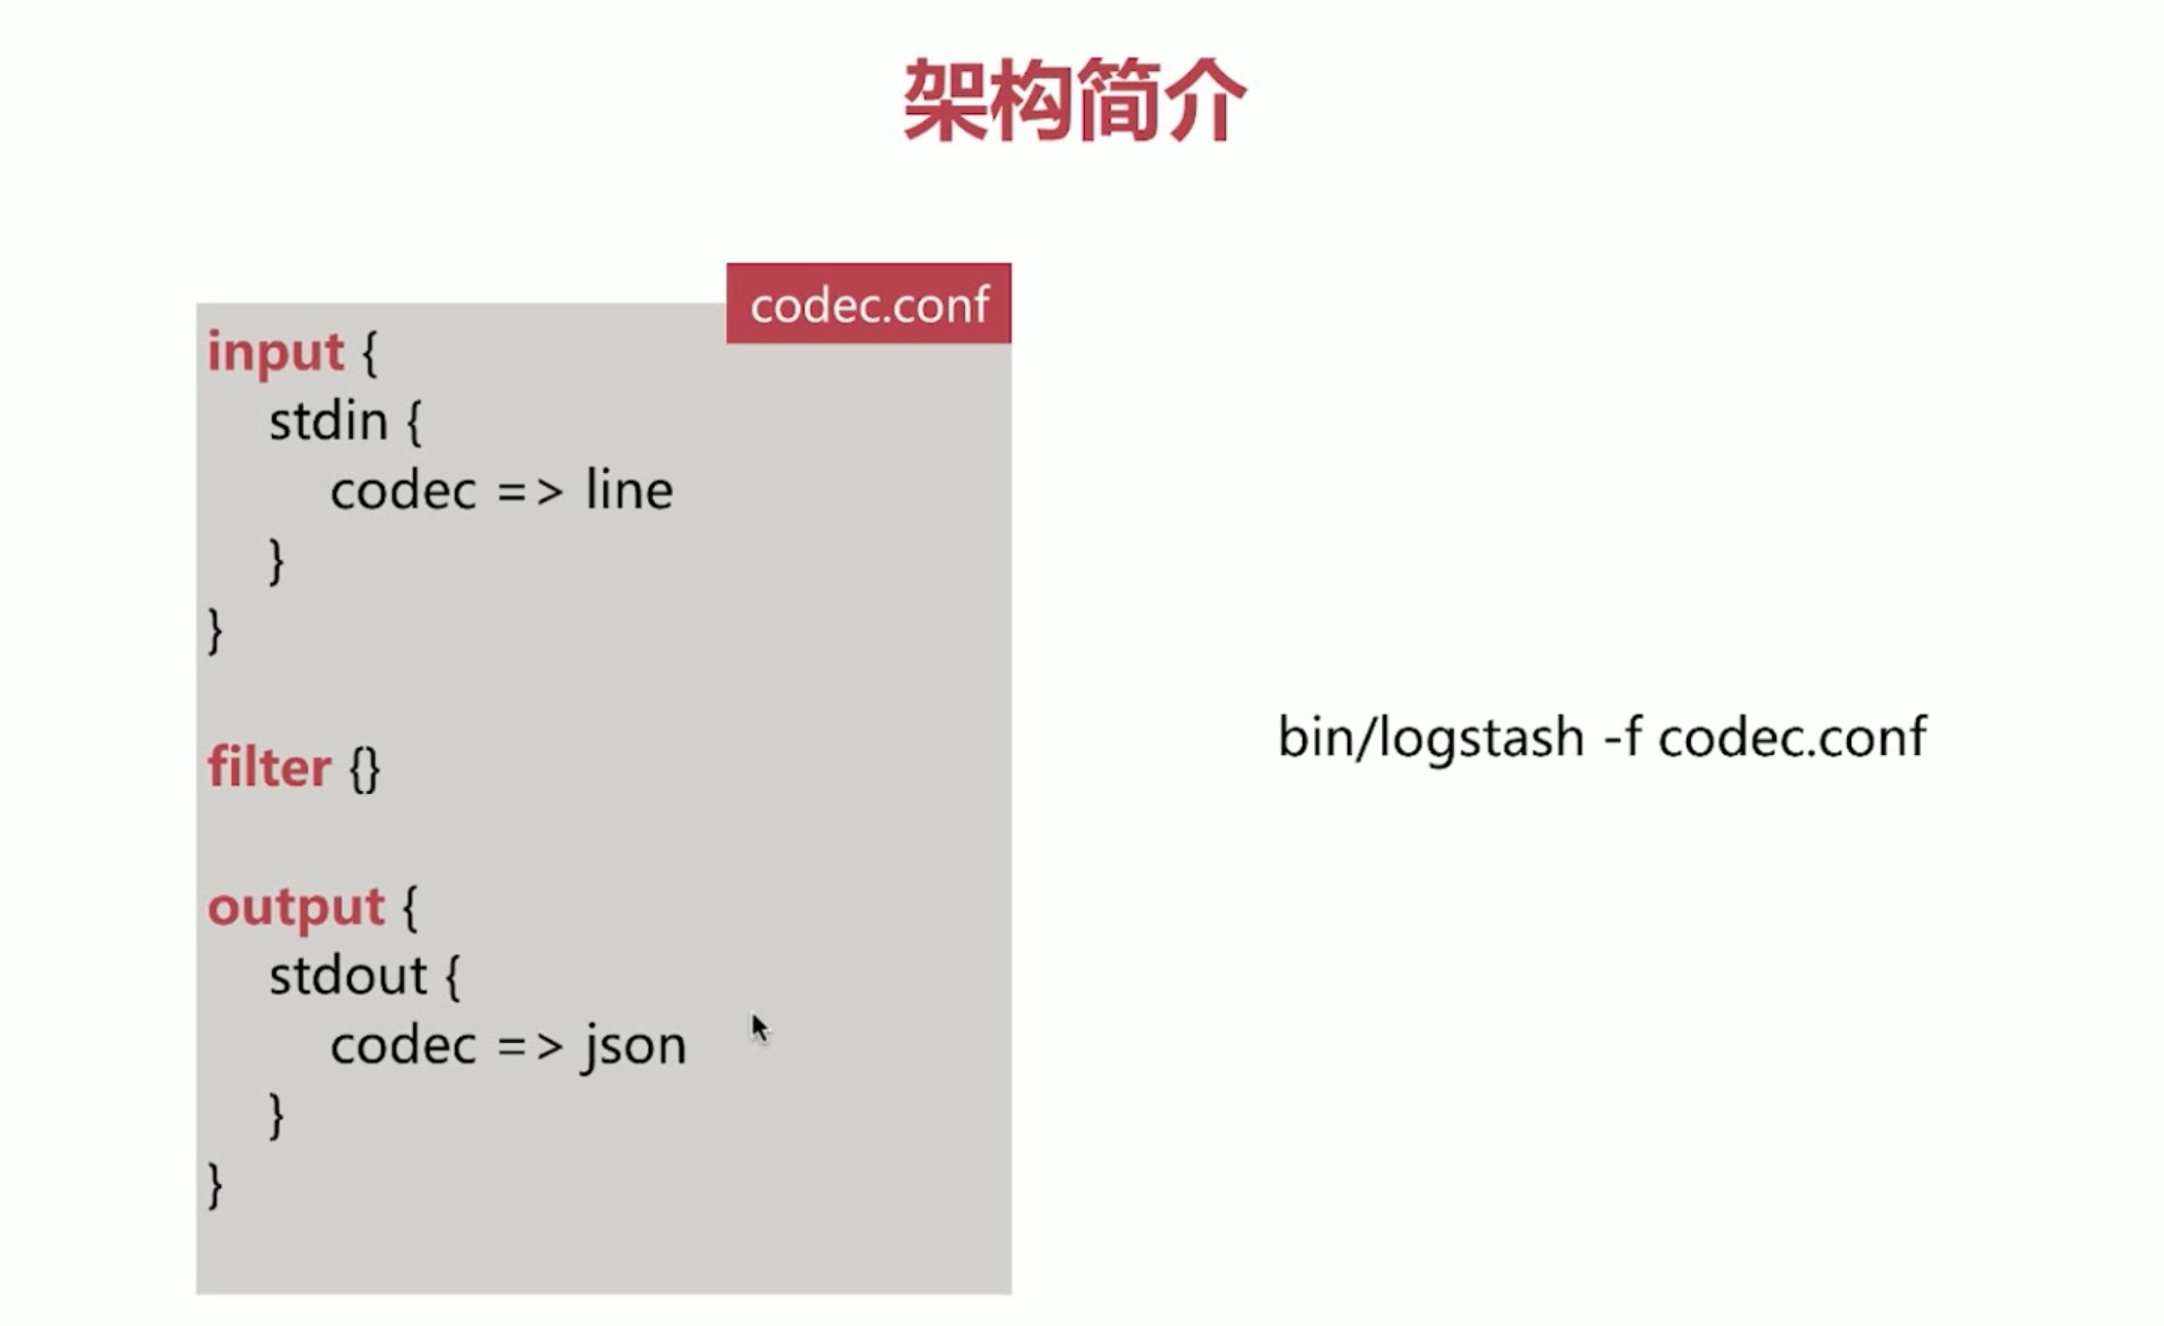 架构简介
codec.conf
input {
stdin {
codec => line
}
}
filter {}
output {
stdout {
codec => json
}
}
bin/logstash -f codec.conf